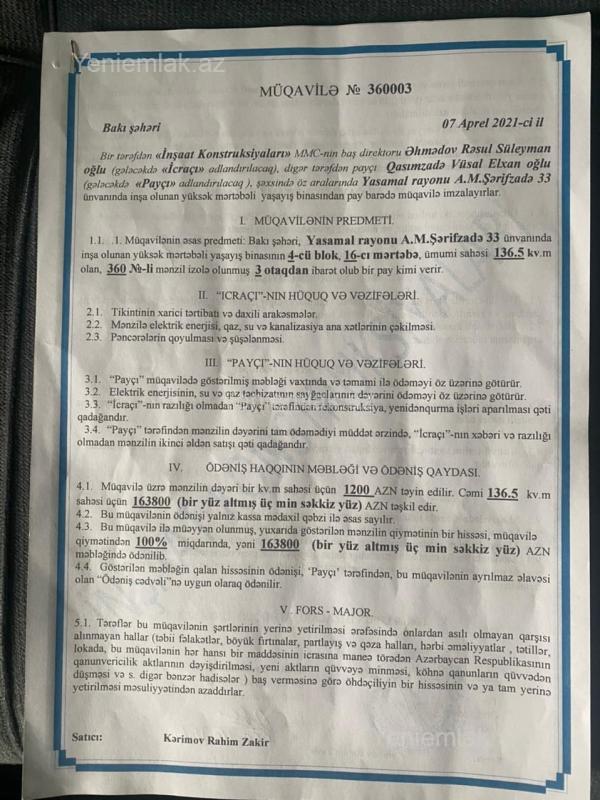 Yeniemlak.az
MÜQAVİLƏ № 360003
Bakı şəhəri 07 Aprel 2021-ci il
Bir tərəfdən «İnşaat Konstruksiyaları» MMC-nin baş direktoru Əhmədov Rəsul Süleyman
oğlu (gələcəkdə «İcraçı» adlandırılacaq), digər tərəfdən payçı Qasımzadə Vüsal Elxan oğlu
(gələcəkdə «Payçı» adlandırılacaq ), şəxsində öz aralarında Yasamal rayonu A.M.Şərifzadə 33
ünvanında inşa olunan yüksək mərtəbəli yaşayış binasından pay barədə müqavilə imzalayırlar.
I. MÜQAVİLƏNİN PREDMETİ.
1.1. .1. Müqavilənin əsas predmeti: Bakı şəhəri, Yasamal rayonu A.M.Şərifzadə 33 ünvanında
inşa olunan yüksək mərtəbəli yaşayış binasının 4-cü blok, 16-cı mərtəbə, ümumi sahəsi 136.5 kv.m
olan, 360 №-li mənzil izolə olunmuş 3 otaqdan ibarət olub bir pay kimi verir.
II. “ICRAÇI”-NIN HÜQUQ VƏ VƏZİFƏLƏRİ.
2.1. Tikintinin xarici tərtibatı və daxili arakəsmələr.
2.2. Mənzilə elektrik enerjisi, qaz, su və kanalizasiya ana xətlərinin çəkilməsi.
2.3. Pəncərələrin qoyulması və şüşələnməsi.
III. “PAYÇI”-NIN HÜQUQ VƏ VƏZİFƏLƏRİ.
3.1. “Payçı” müqavilədə göstərilmiş məbləği vaxtında və təmamı ilə ödəməyi öz üzərinə götürür.
3.2. Elektrik enerjisinin, su və qaz təchizatının sayğaclarının dəyərini ödəməyi öz üzərinə götürür.
3.3. “İcraçı”-nın razılığı olmadan “Payçı” tərəfindən rekonstruksiya, yenidənqurma işləri aparılması qəti
qadağandır.
3.4. “Payçı” tərəfindən mənzilin dəyərini tam ödəmədiyi müddət ərzində, “İcraçı”-nın xəbəri və razılığı
olmadan mənzilin ikinci əldən satışı qəti qadağandır.
IV. ÖDƏNİŞ HAQQININ MƏBLƏĞİ VƏ ÖDƏNİŞ QAYDASI.
4.1. Müqavilə üzrə mənzilin dəyəri bir kv.m sahəsi üçün 1200 AZN təyin edilir. Cəmi 136.5 kv.m
sahəsi üçün 163800 (bir yüz altmış üç min səkkiz yüz) AZN təşkil edir.
4.2. Bu müqavilənin ödənişi yalnız kassa mədaxil qəbzi ilə əsas sayılır.
4.3. Bu müqavilə ilə müəyyən olunmuş, yuxarıda göstərilən mənzilin qiymətinin bir hissəsi, müqavilə
qiymətindən 100% miqdarında, yəni 163800 (bir yüz altmış üç min səkkiz yüz) AZN
məbləğində ödənilib.
4.4. Göstərilən məbləğin qalan hissəsinin ödənişi, ‘Payçı’ tərəfindən, bu müqavilənin ayrılmaz əlavəsi
olan “Ödəniş cədvəli”nə uygun olaraq ödənilir.
V. FORS - MAJOR.
5.1. Tərəflər bu müqavilənin şərtlərinin yerinə yetirilməsi ərəfəsində onlardan asılı olmayan qarşısı
alınmayan hallar (təbii fəlakətlər, böyük fırtınalar, partlayış və qəza halları, hərbi əməliyyatlar , tətillər,
lokada, bu müqavilənin hər hansı bir maddəsinin icrasına maneə törədən Azərbaycan Respublikasının
qanunvericilik aktlarının dəyişdirilməsi, yeni aktların qüvvəyə minməsi, köhnə qanunların qüvvədən
düşməsi və s. digər bənzər hadisələr ) baş verməsinə görə öhdəçiliyin bir hissəsinin və ya tam yerinə
yetirilməsi məsuliyyətindən azaddırlar.
Satıcı: Kərimov Rahim Zakir
Yeniemlak